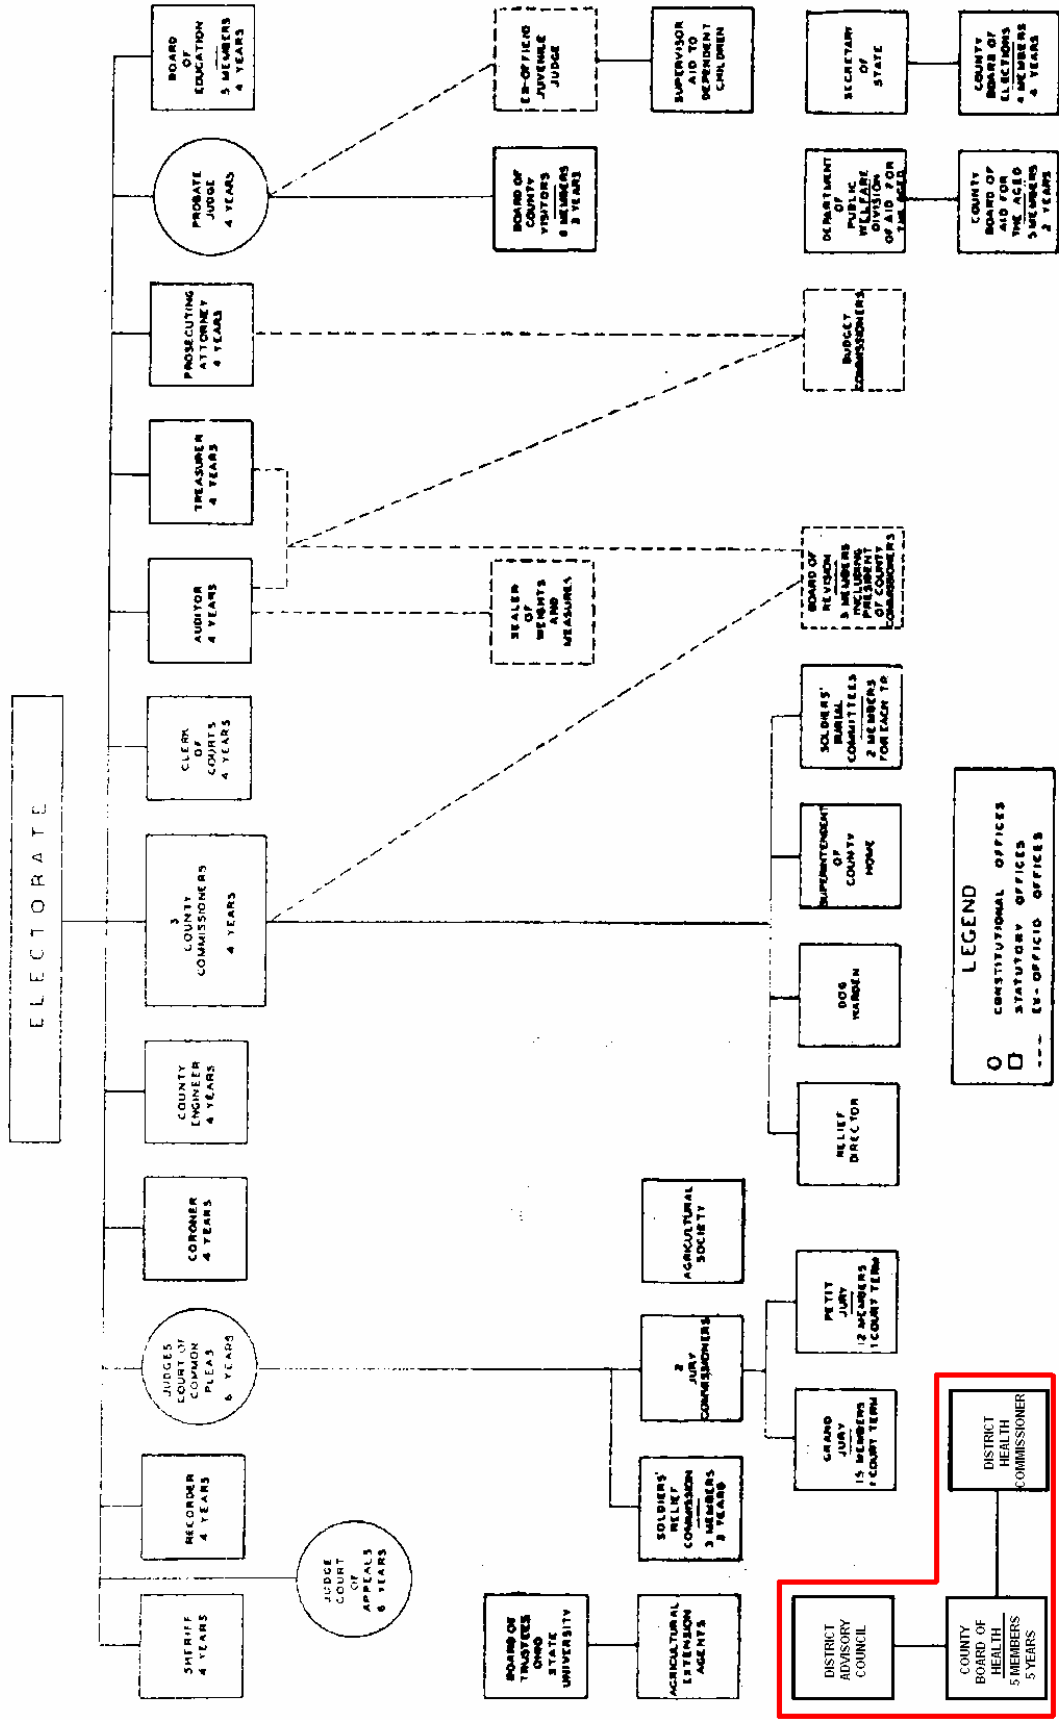 ELECTORATE
SHERIFF
4 YEARS
RECORDER
4 YEARS
JUDGES
COURT OF
COMMON
PLEAS
6 YEARS
CORONER
4 YEARS
COUNTY
ENGINEER
4 YEARS
3
COUNTY
COMMISSIONERS
4 YEARS
CLERK
OF
COURTS
4 YEARS
AUDITOR
4 YEARS
TREASURER
4 YEARS
PROSECUTING
ATTORNEY
4 YEARS
PROBATE
JUDGE
4 YEARS
BOARD
OF
EDUCATION
5 MEMBERS
4 YEARS
JUDGE
COURT
OF
APPEALS
6 YEARS
BOARD OF
TRUSTEES
OHIO
STATE
UNIVERSITY
SEALER
OF
WEIGHTS
AND
MEASURES
BOARD OF
COUNTY
VISITORS
6 MEMBERS
3 YEARS
EX-OFFICIO
JUVENILE
JUDGE
AGRICULTURAL
EXTENSION
AGENTS
SOLDIERS'
RELIEF
COMMISSION
3 MEMBERS
3 YEARS
2
JURY
COMMISSIONERS
AGRICULTURAL
SOCIETY
SUPERVISOR
AID TO
DEPENDENT
CHILDREN
DISTRICT
ADVISORY
COUNCIL
GRAND
JURY
15 MEMBERS
1 COURT TERM
PETIT
JURY
12 MEMBERS
1 COURT TERM
RELIEF
DIRECTOR
DOG
WARDEN
SUPERINTENDENT
OF
COUNTY
HOME
SOLDIERS'
BURIAL
COMMITTEES
2 MEMBERS
FOR EACH TP.
BOARD OF
REVISION
3 MEMBERS
INCLUDING
PRESIDENT
OF COUNTY
COMMISSIONERS
BUDGET
COMMISSIONERS
DEPARTMENT
OF
PUBLIC
WELFARE
DIVISION
OF AID FOR
THE AGED
SECRETARY
OF
STATE
COUNTY
BOARD OF
HEALTH
5 MEMBERS
5 YEARS
DISTRICT
HEALTH
COMMISSIONER
LEGEND
CONSTITUTIONAL OFFICES
STATUTORY OFFICES
EX-OFFICIO OFFICES
COUNTY
BOARD OF
AID FOR
THE AGED
5 MEMBERS
2 YEARS
COUNTY
BOARD OF
ELECTIONS
4 MEMBERS
4 YEARS